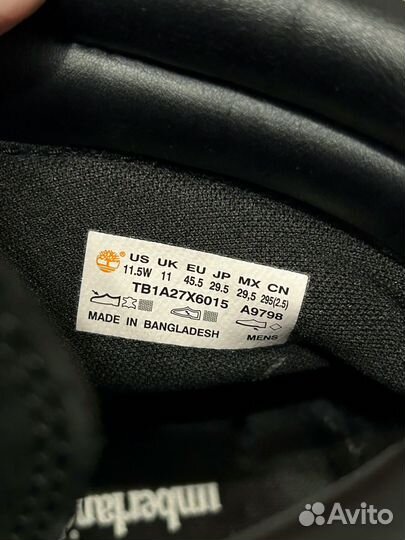 US UK EU JP MX CN
11.5W 11 45.5 29.5 29,5 295(2.5)
TB1A27X6015 A9798
MADE IN BANGLADESH MENS
imberlan
Avito